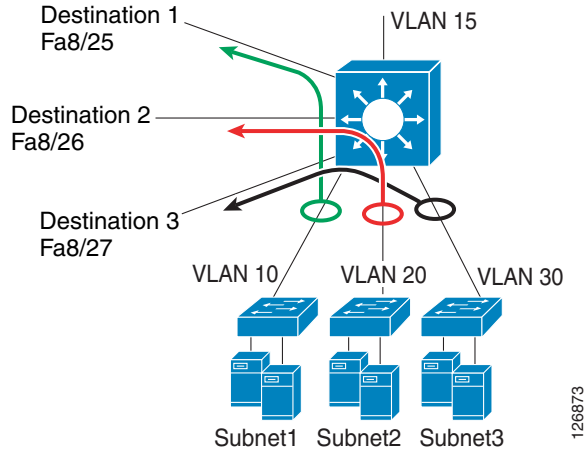 Destination 1
Fa8/25
VLAN 15
Destination 2
Fa8/26
Destination 3
Fa8/27
VLAN 10
VLAN 20
VLAN 30
Subnet1
Subnet2
Subnet3
126873